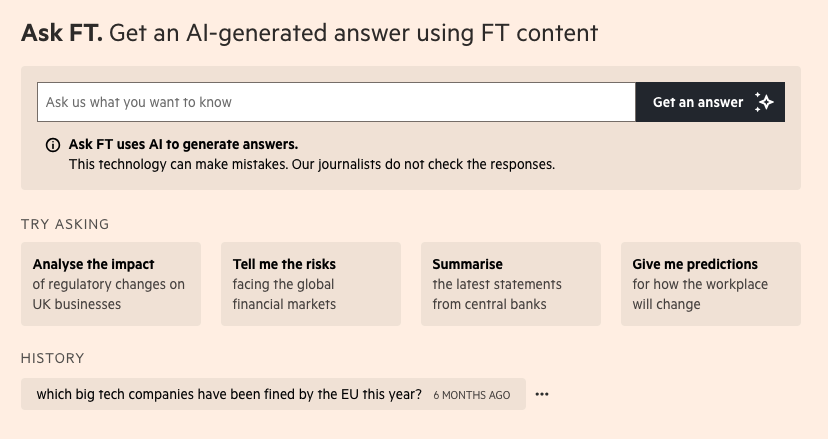 Ask FT. Get an AI-generated answer using FT content
Ask us what you want to know
Get an answer
Ask FT uses AI to generate answers.
This technology can make mistakes. Our journalists do not check the responses.
TRY ASKING
Analyse the impact
of regulatory changes on
UK businesses
Tell me the risks
facing the global
financial markets
Summarise
the latest statements
from central banks
Give me predictions
for how the workplace
will change
HISTORY
which big tech companies have been fined by the EU this year? 6 MONTHS AGO